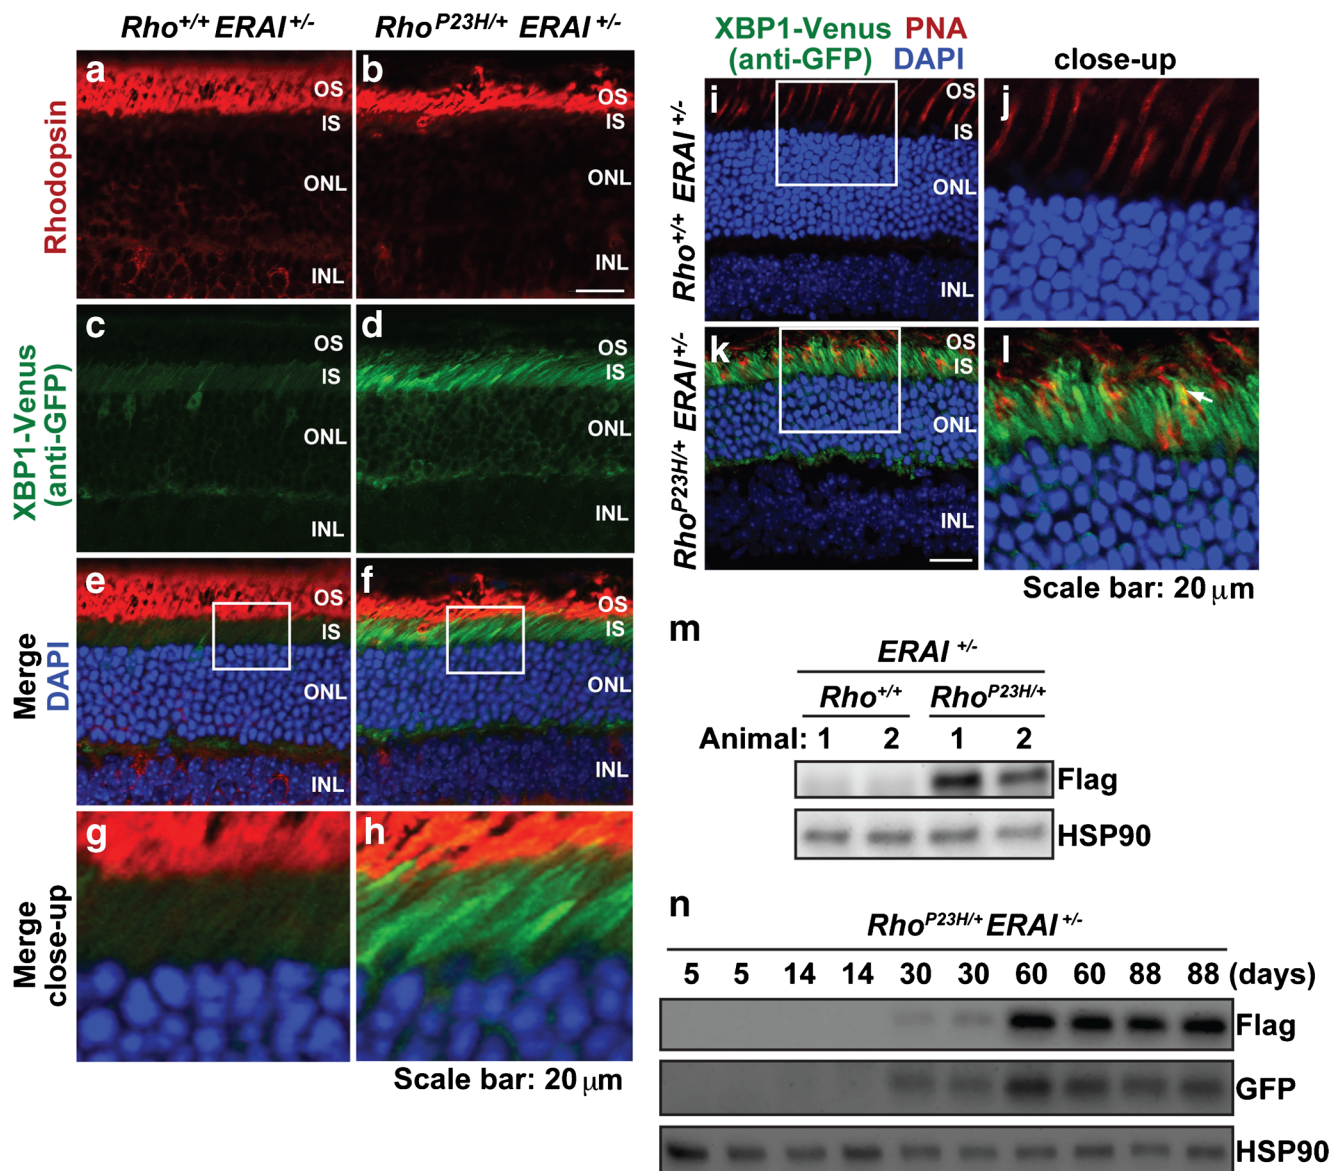 Rho+/+ ERAI+/-
RhoP23H/+ ERAI+/-
Rhodopsin
a
OS
IS
ONL
INL
b
OS
IS
ONL
INL
XBP1-Venus
(anti-GFP)
c
OS
IS
ONL
INL
d
OS
IS
ONL
INL
Merge
DAPI
e
OS
IS
ONL
INL
f
OS
IS
ONL
INL
Merge
close-up
g
h
Scale bar: 20 μm
XBP1-Venus PNA
(anti-GFP) DAPI
close-up
Rho+/+ ERAI+/-
i
OS
IS
ONL
INL
j
RhoP23H/+ ERAI+/-
k
OS
IS
ONL
INL
l
Scale bar: 20 μm
m
ERAI +/-
Rho+/+ RhoP23H/+
Animal: 1 2 1 2
Flag
HSP90
n
RhoP23H/+ ERAI+/-
5 5 14 14 30 30 60 60 88 88 (days)
Flag
GFP
HSP90